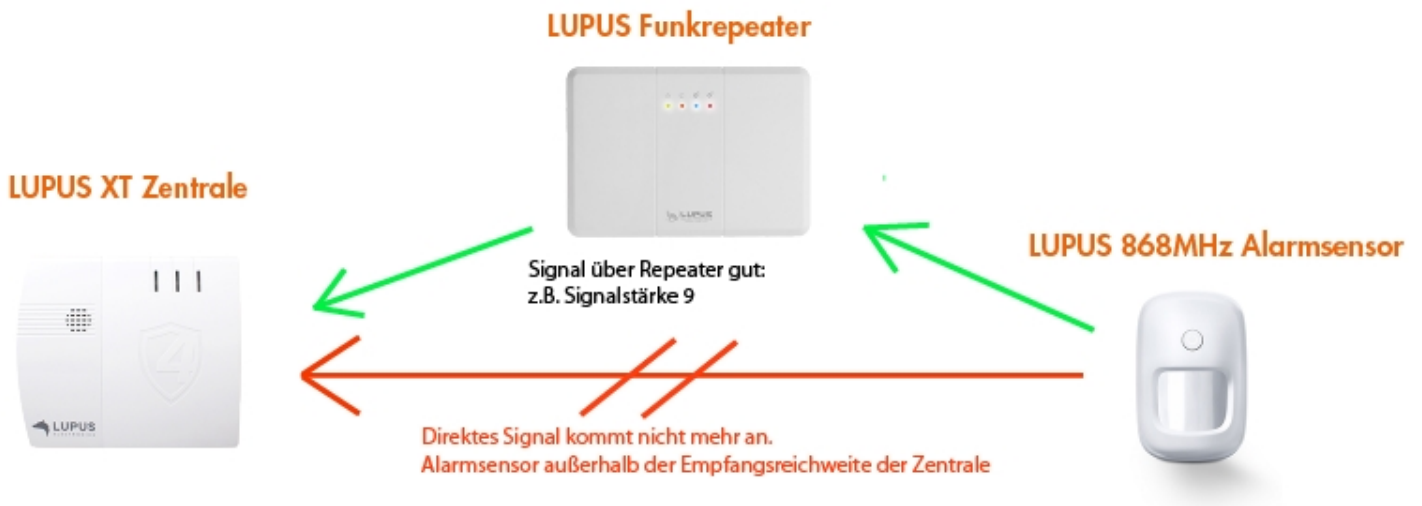 LUPUS Funkrepeater
LUPUS
LUPUS XT Zentrale
Signal über Repeater gut:
z.B. Signalstärke 9
LUPUS 868MHz Alarmsensor
LUPUS
Direktes Signal kommt nicht mehr an.
Alarmsensor außerhalb der Empfangsreichweite der Zentrale